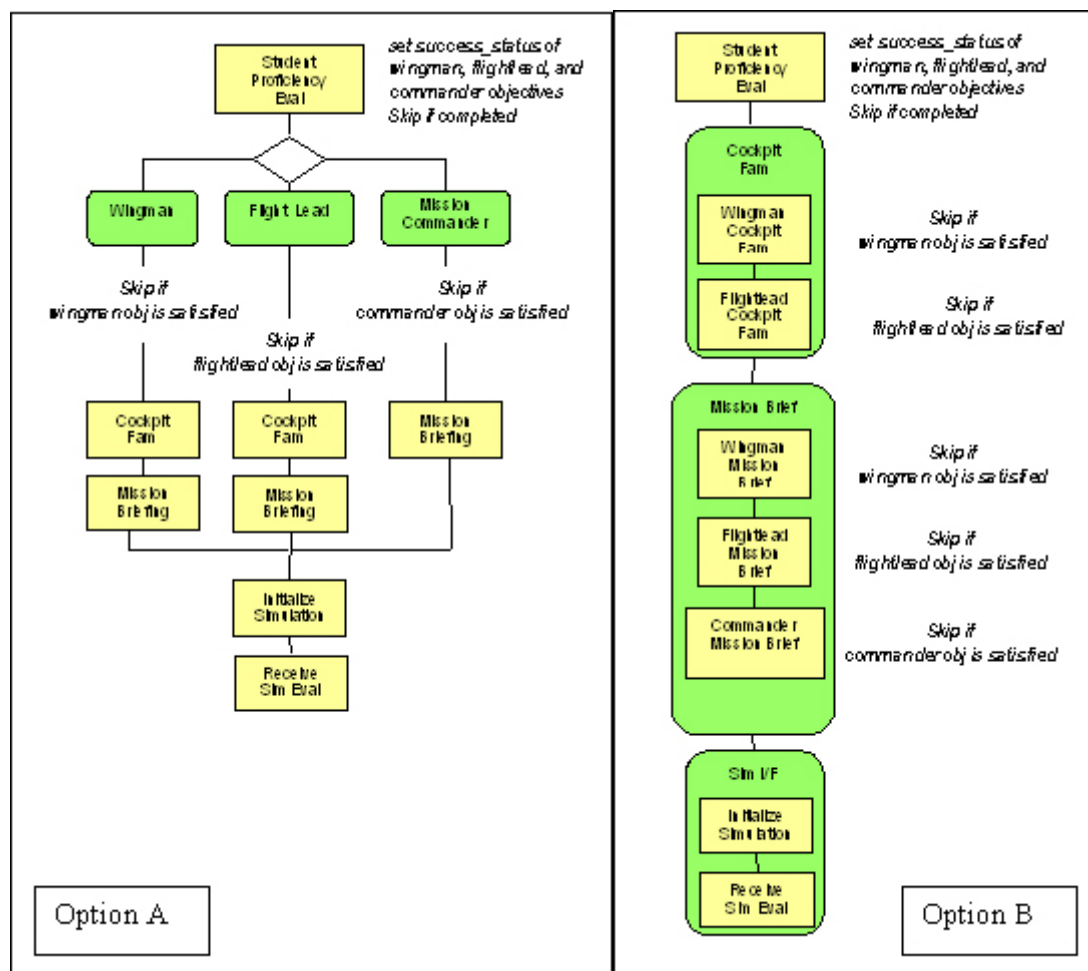 Student
Proficiency
Eval
set success_status of
wingman, flightlead, and
commander objectives
Skip if completed
Wingman
Flight Lead
Mission
Commander
Skip if
wingman obj is satisfied
Skip if
flightlead obj is satisfied
Skip if
commander obj is satisfied
Cockpit
Fam
Mission
Briefing
Cockpit
Fam
Mission
Briefing
Mission
Briefing
Initialize
Simulation
Receive
Sim Eval
Option A
Student
Proficiency
Eval
set success_status of
wingman, flightlead, and
commander objectives
Skip if completed
Cockpit
Fam
Wingman
Cockpit
Fam
Skip if
wingman obj is satisfied
Flightlead
Cockpit
Fam
Skip if
flightlead obj is satisfied
Mission Brief
Wingman
Mission
Brief
Skip if
wingman obj is satisfied
Flightlead
Mission
Brief
Skip if
flightlead obj is satisfied
Commander
Mission Brief
Skip if
commander obj is satisfied
Sim I/F
Initialize
Simulation
Receive
Sim Eval
Option B